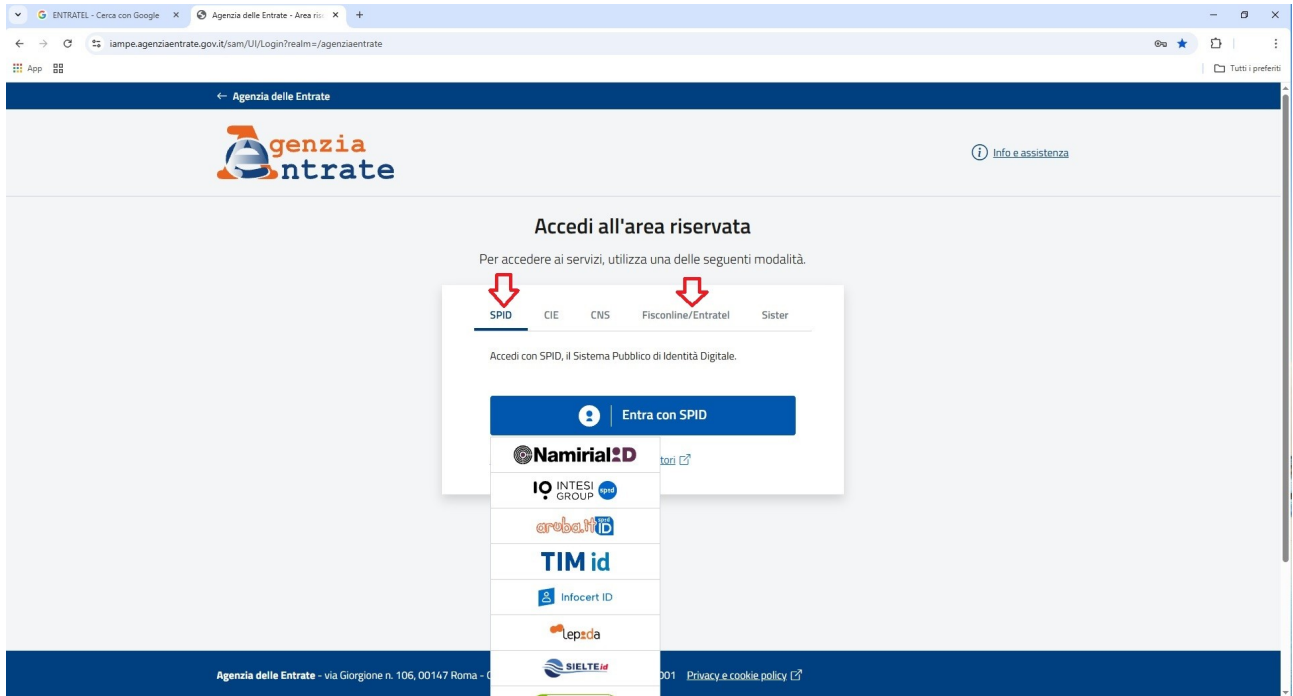 ENTRATEL - Cerca con Google
Agenzia delle Entrate - Area ris
iampe.agenziaentrate.gov.it/sam/UI/Login?realm=/agenziaentrate
App
Tutti i preferiti
← Agenzia delle Entrate
Agenzia
Entrate
Info e assistenza
Accedi all'area riservata
Per accedere ai servizi, utilizza una delle seguenti modalità.
SPID CIE CNS Fisconline/Entratel Sister
Accedi con SPID, il Sistema Pubblico di Identità Digitale.
Entra con SPID
Namirial ID
tori
IQ INTESI GROUP spid
aruba.it spid ID
TIM id
Infocert ID
Lepida
SIELTE id
Agenzia delle Entrate - via Giorgione n. 106, 00147 Roma - 001 Privacy e cookie policy